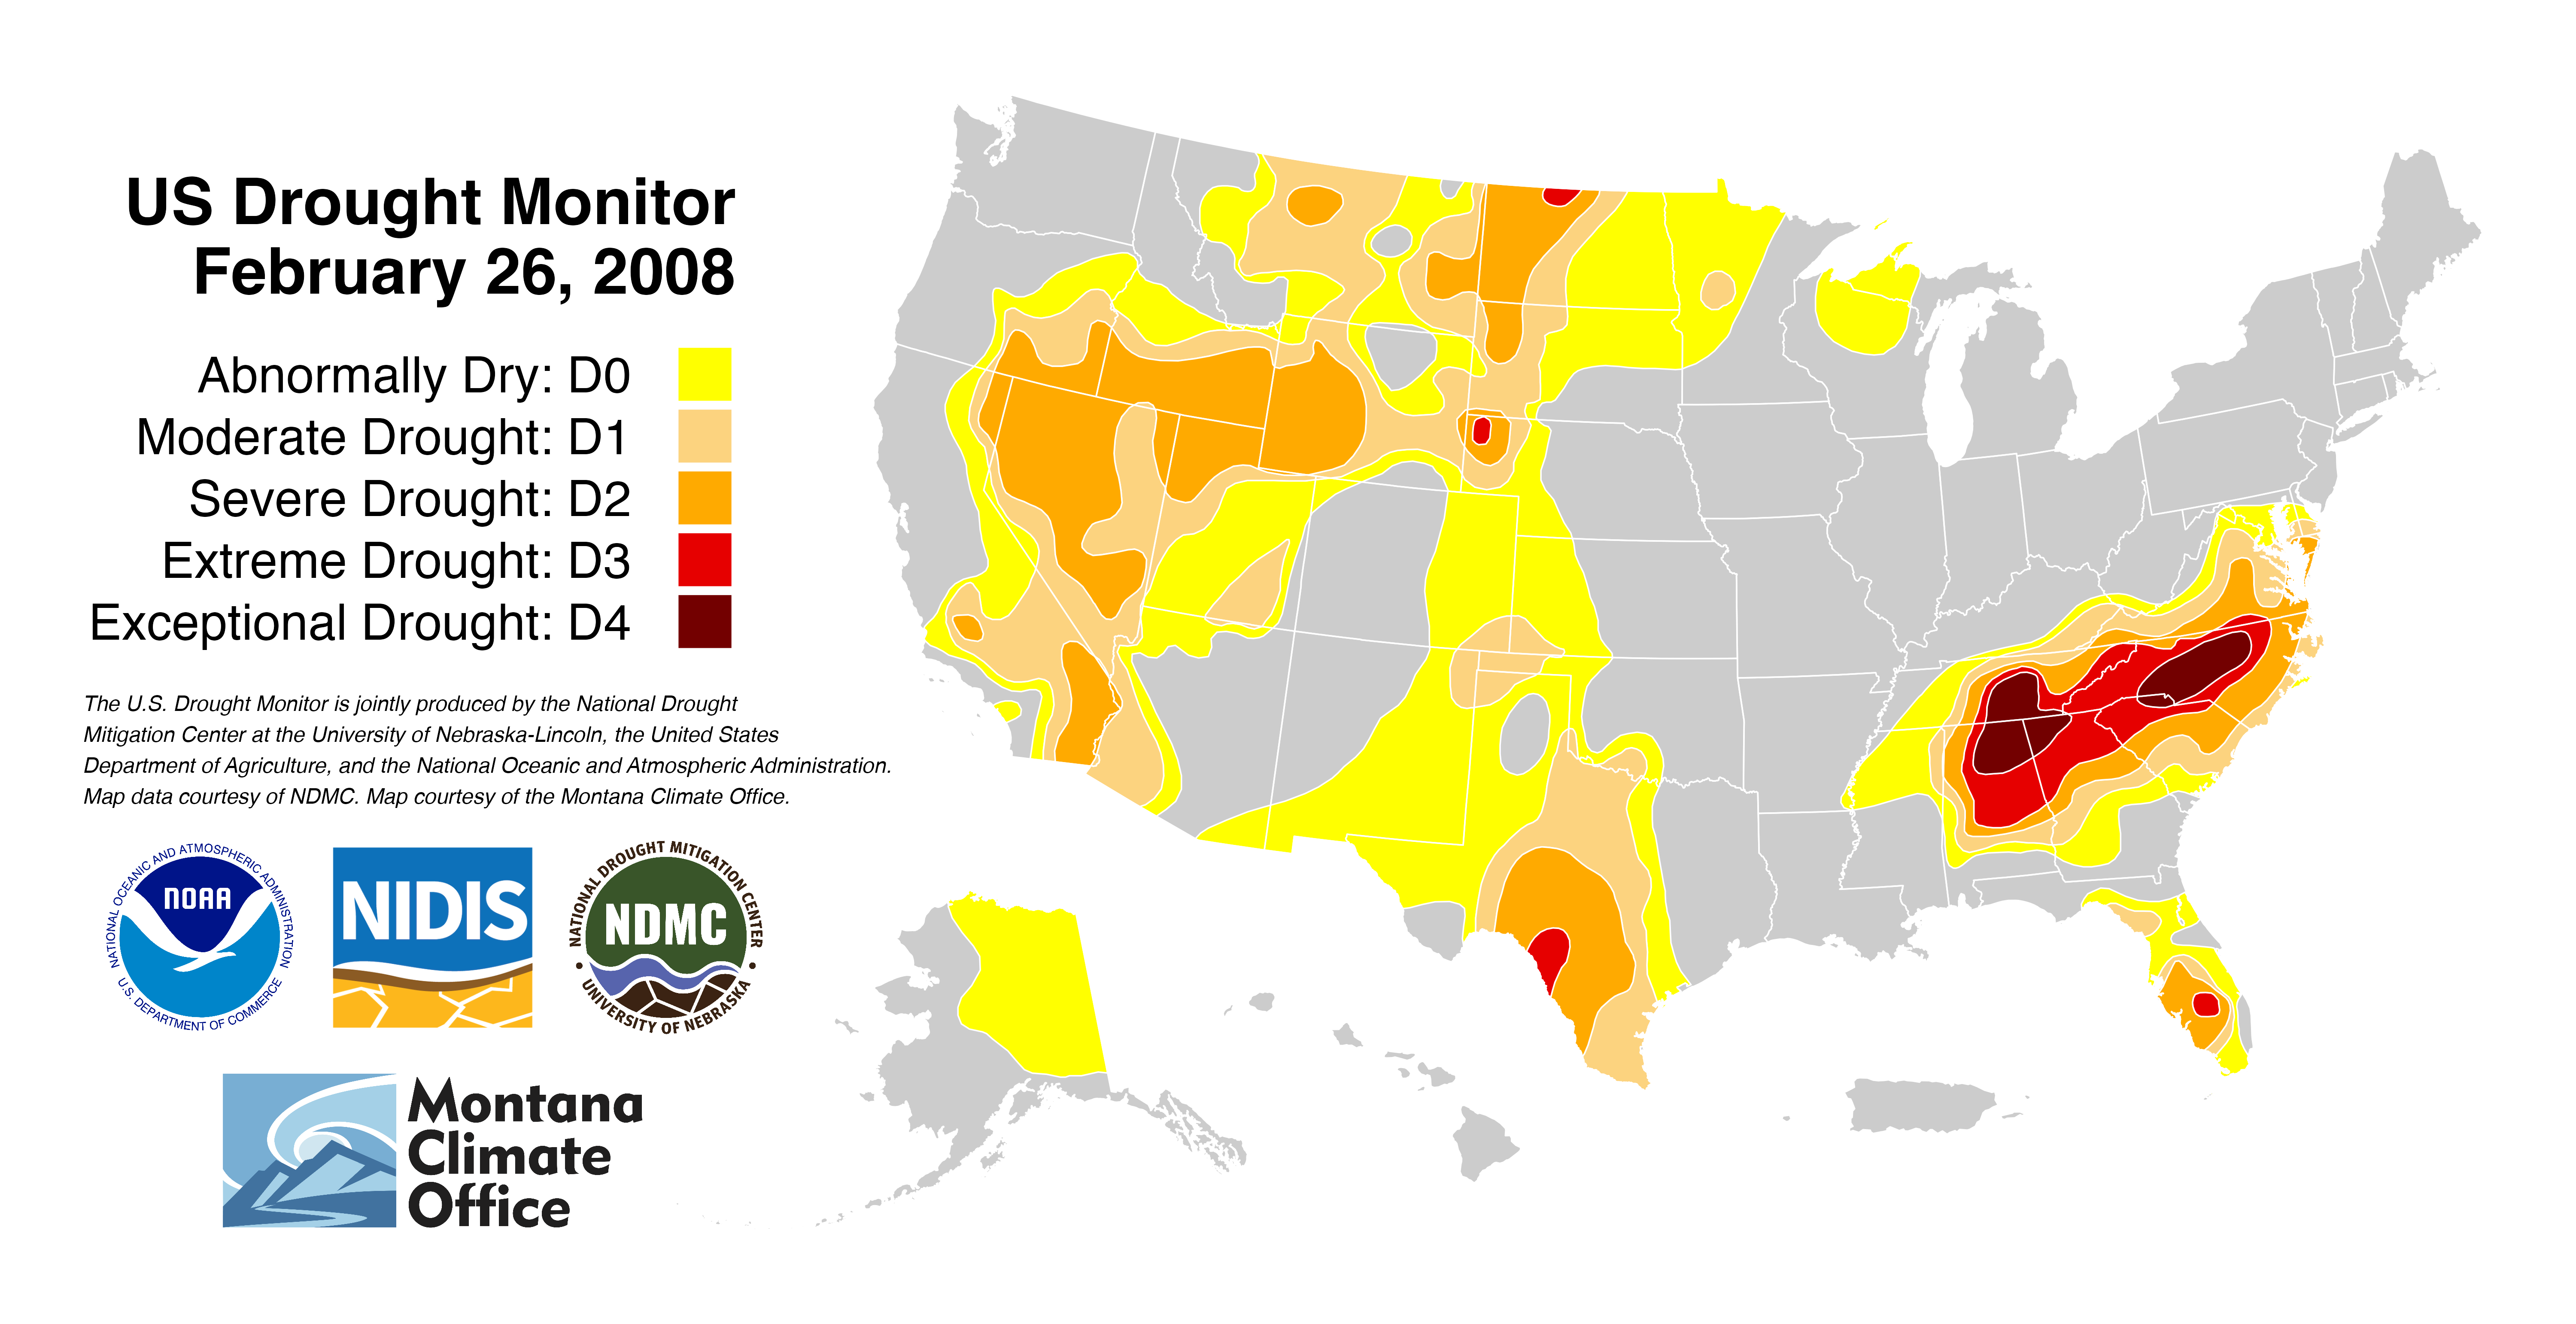 US Drought Monitor
February 26, 2008
Abnormally Dry: D0
Moderate Drought: D1
Severe Drought: D2
Extreme Drought: D3
Exceptional Drought: D4
The U.S. Drought Monitor is jointly produced by the National Drought
Mitigation Center at the University of Nebraska-Lincoln, the United States
Department of Agriculture, and the National Oceanic and Atmospheric Administration.
Map data courtesy of NDMC. Map courtesy of the Montana Climate Office.
NATIONAL OCEANIC AND ATMOSPHERIC ADMINISTRATION
NOAA
U.S. DEPARTMENT OF COMMERCE
NIDIS
NATIONAL DROUGHT MITIGATION CENTER
NDMC
UNIVERSITY OF NEBRASKA
Montana
Climate
Office